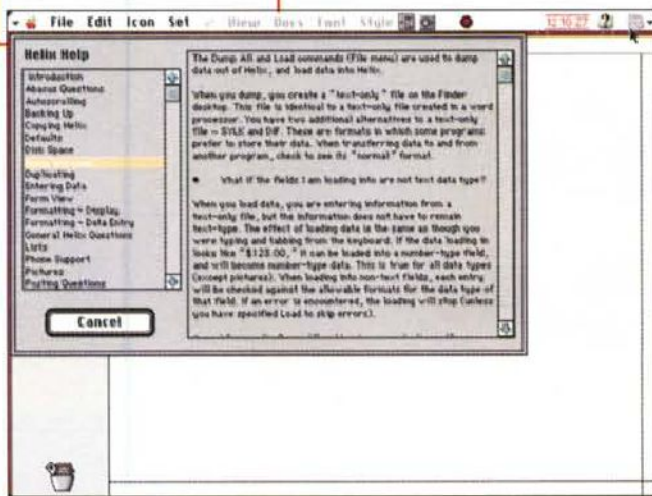 File Edit Icon Set View Docs Font Style 12:16:27
Helix Help
Introduction
Abacus Questions
Autoscrolling
Backing Up
Copying Helix
Defaults
Disk Space
Duplicating
Entering Data
Form View
Formatting – Display
Formatting – Data Entry
General Helix Questions
Lists
Phone Support
Pictures
Posting Questions
Cancel
The Dump All and Load commands (File menu) are used to dump
data out of Helix, and load data into Helix.
When you dump, you create a "text-only" file on the Finder
desktop. This file is identical to a text-only file created in a word
processor. You have two additional alternatives to a text-only
file – SYLK and DIF. These are formats in which some programs
prefer to store their data. When transferring data to and from
another program, check to see its "normal" format.
• What if the fields I am loading into are not text data type?
When you load data, you are entering information from a
text-only file, but the information does not have to remain
text-type. The effect of loading data is the same as though you
were typing and tabbing from the keyboard. If the data loading in
looks like "$125.00," it can be loaded into a number-type field,
and will become number-type data. This is true for all data types
(except pictures). When loading into non-text fields, each entry
will be checked against the allowable formats for the data type of
that field. If an error is encountered, the loading will stop (unless
you have specified Load to skip errors).